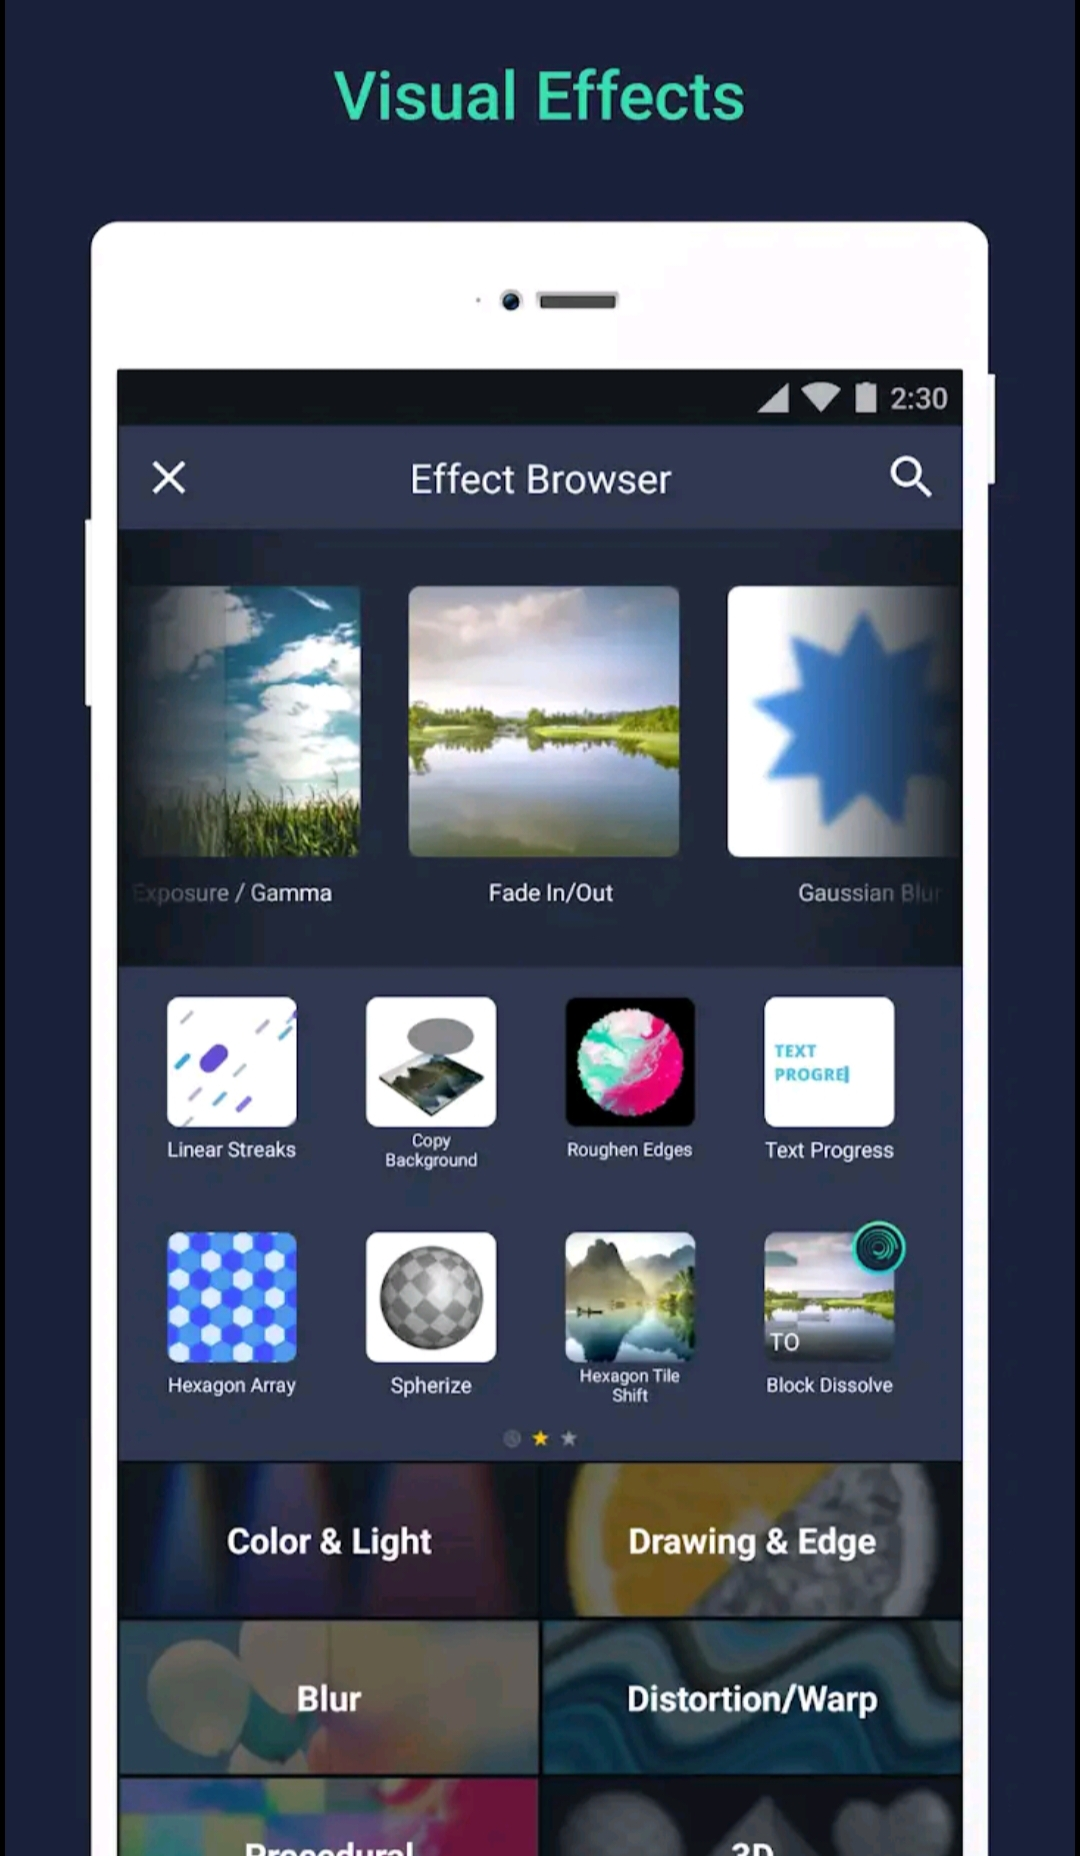 Visual Effects
2:30
Effect Browser
Exposure / Gamma
Fade In/Out
Gaussian Blur
TEXT
PROGRE
Linear Streaks
Copy
Background
Roughen Edges
Text Progress
TO
Hexagon Array
Spherize
Hexagon Tile
Shift
Block Dissolve
Color & Light
Drawing & Edge
Blur
Distortion/Warp
Procedural
3D